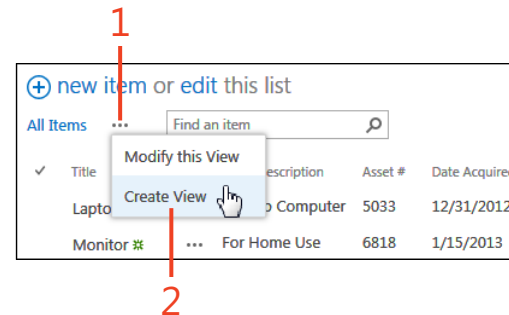 1
new item or edit this list
All Items ... Find an item
Modify this View
Title escription Asset # Date Acquired
Create View
Lapto o Computer 5033 12/31/2012
Monitor ... For Home Use 6818 1/15/2013
2